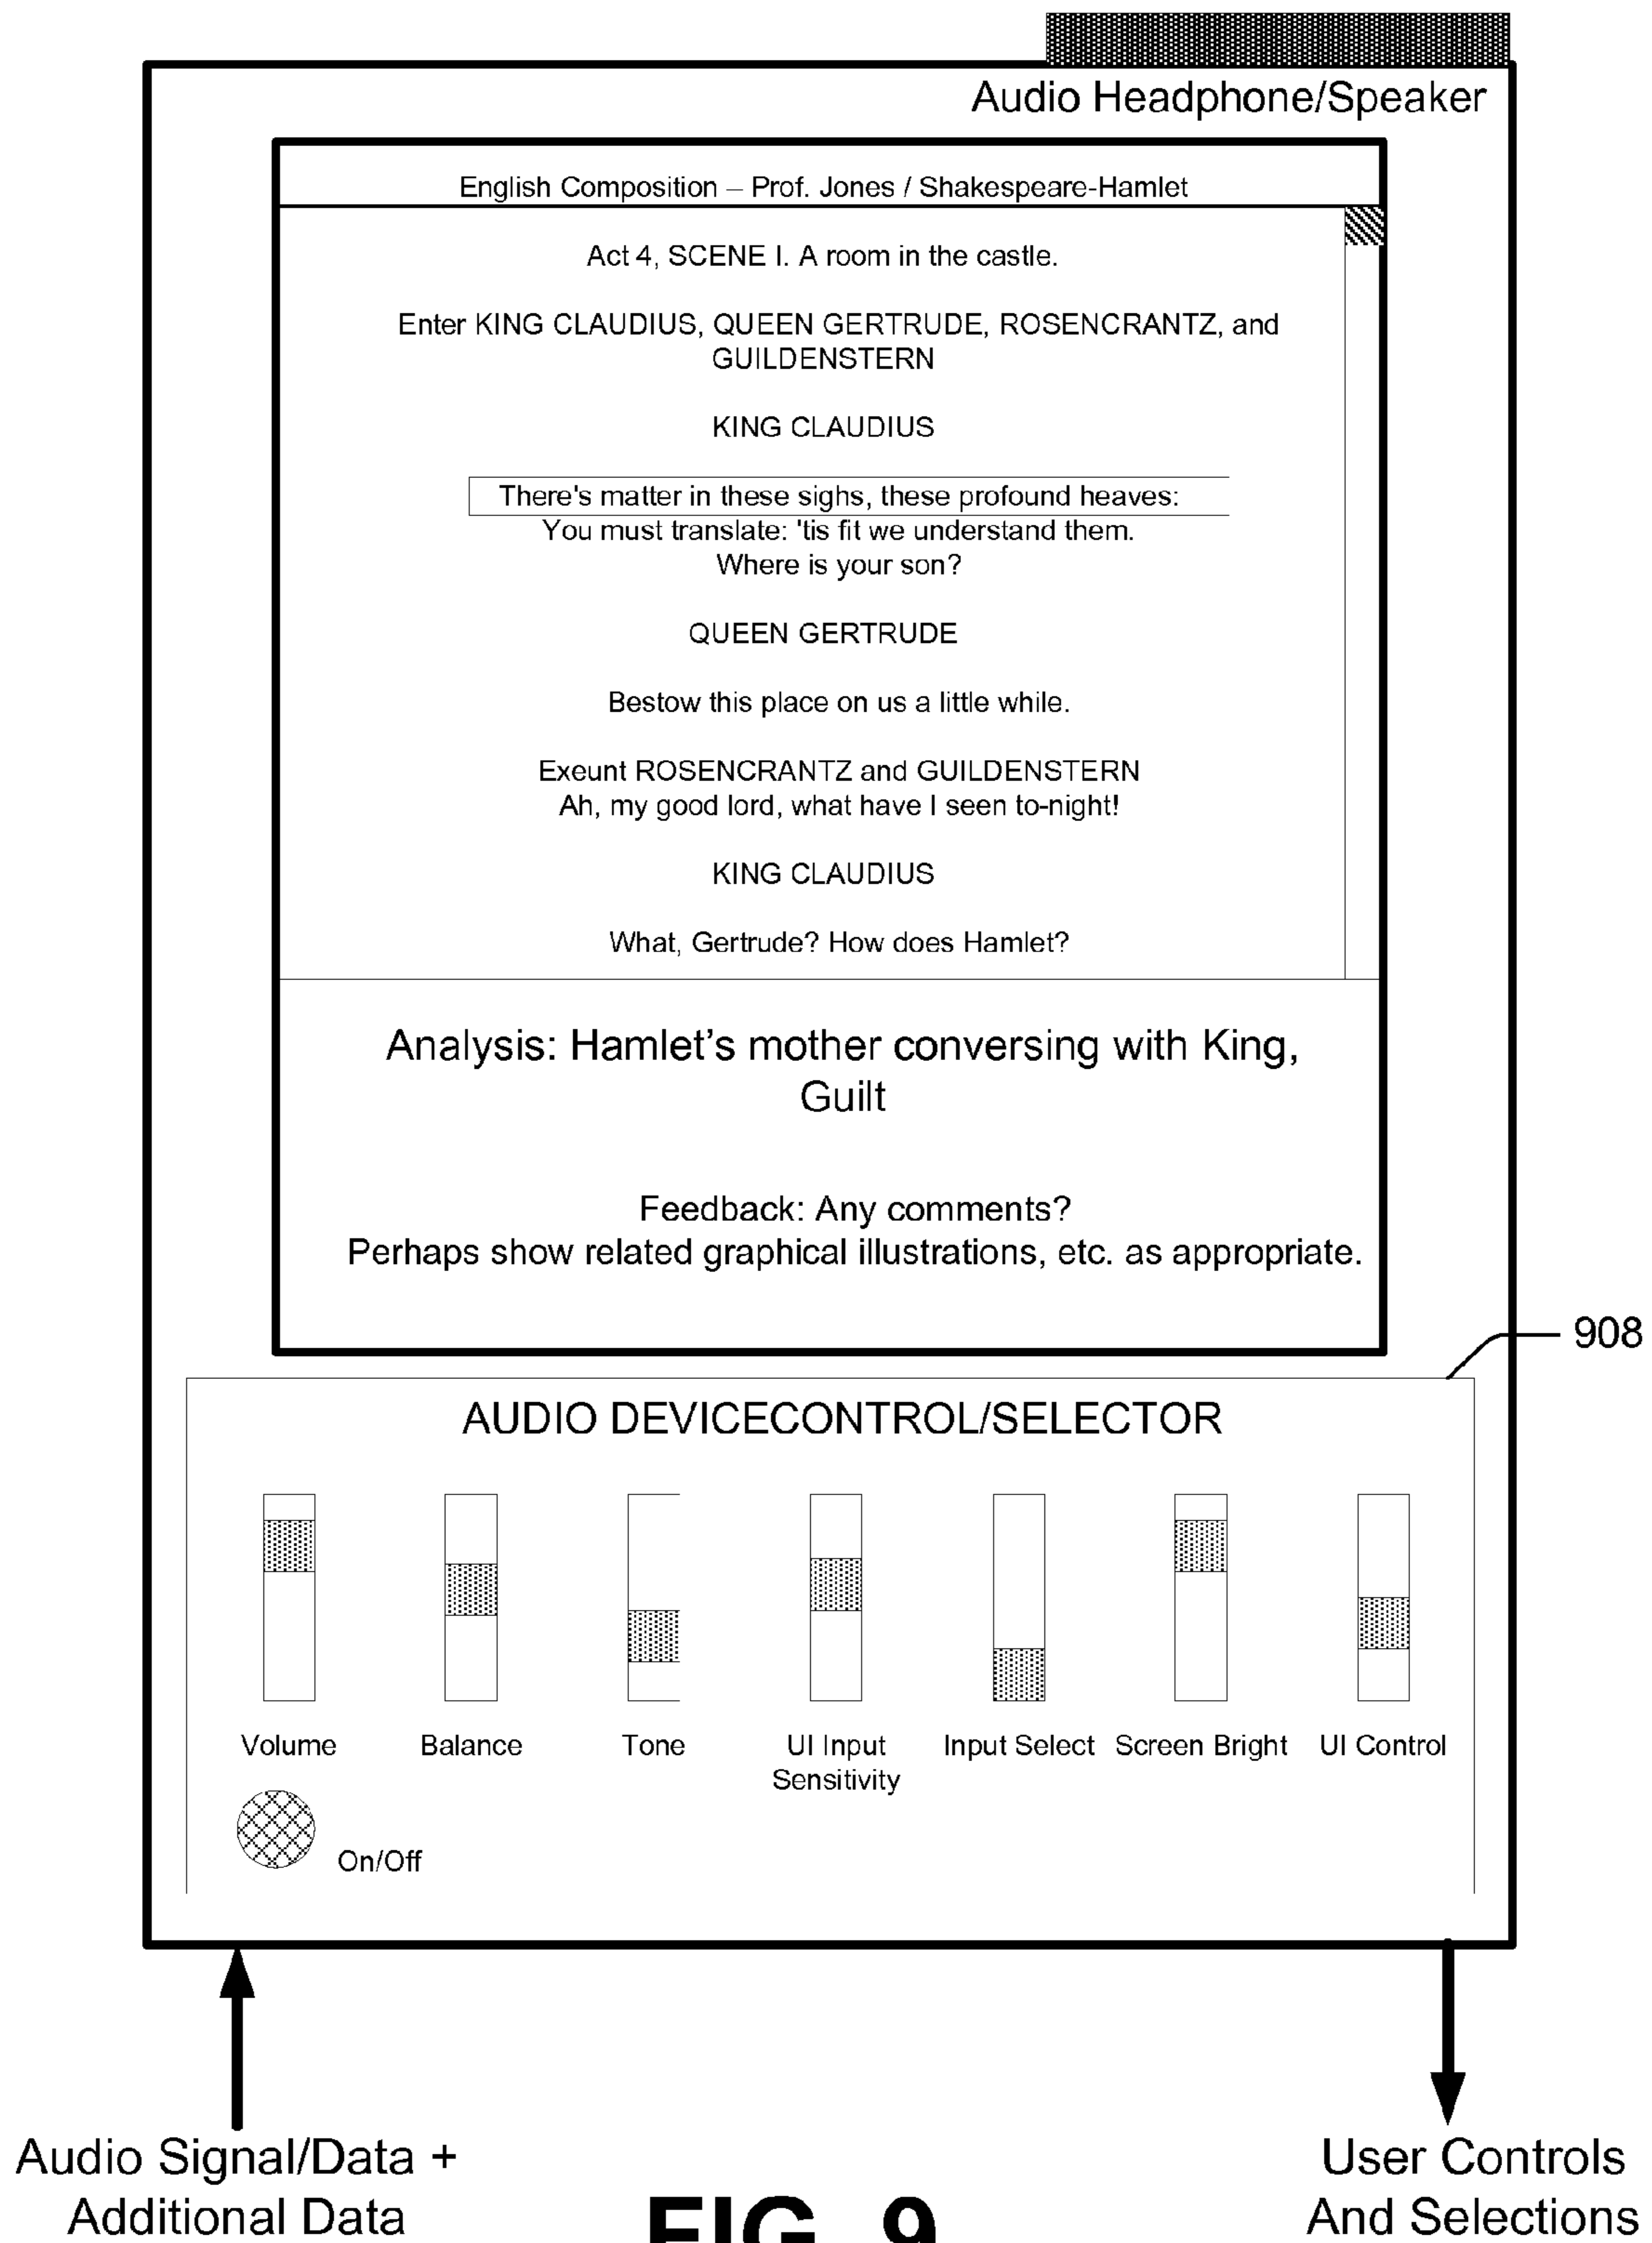 Audio Headphone/Speaker
English Composition – Prof. Jones / Shakespeare-Hamlet
Act 4, SCENE I. A room in the castle.
Enter KING CLAUDIUS, QUEEN GERTRUDE, ROSENCRANTZ, and
GUILDENSTERN
KING CLAUDIUS
There's matter in these sighs, these profound heaves:
You must translate: 'tis fit we understand them.
Where is your son?
QUEEN GERTRUDE
Bestow this place on us a little while.
Exeunt ROSENCRANTZ and GUILDENSTERN
Ah, my good lord, what have I seen to-night!
KING CLAUDIUS
What, Gertrude? How does Hamlet?
Analysis: Hamlet’s mother conversing with King,
Guilt
Feedback: Any comments?
Perhaps show related graphical illustrations, etc. as appropriate.
908
AUDIO DEVICECONTROL/SELECTOR
Volume Balance Tone UI Input Input Select Screen Bright UI Control
Sensitivity
On/Off
Audio Signal/Data +
Additional Data
User Controls
And Selections
FIG. 9